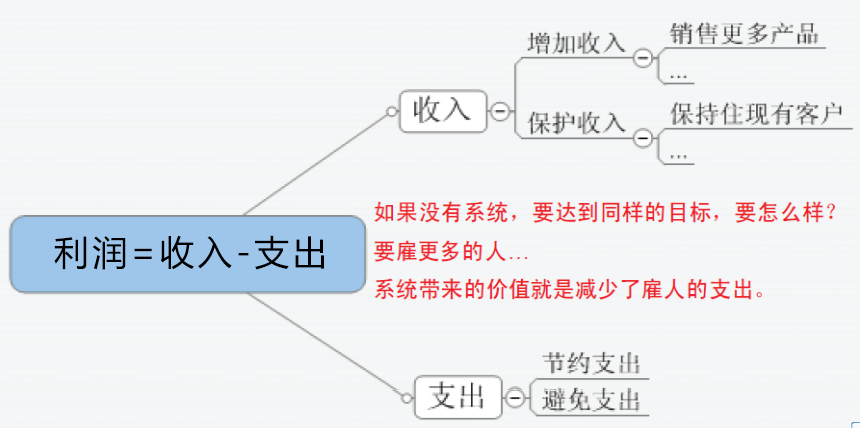 增加收入
销售更多产品
...
收入
保护收入
保持住现有客户
...
如果没有系统，要达到同样的目标，要怎么样？
要雇更多的人...
系统带来的价值就是减少了雇人的支出。
利润=收入-支出
节约支出
支出
避免支出